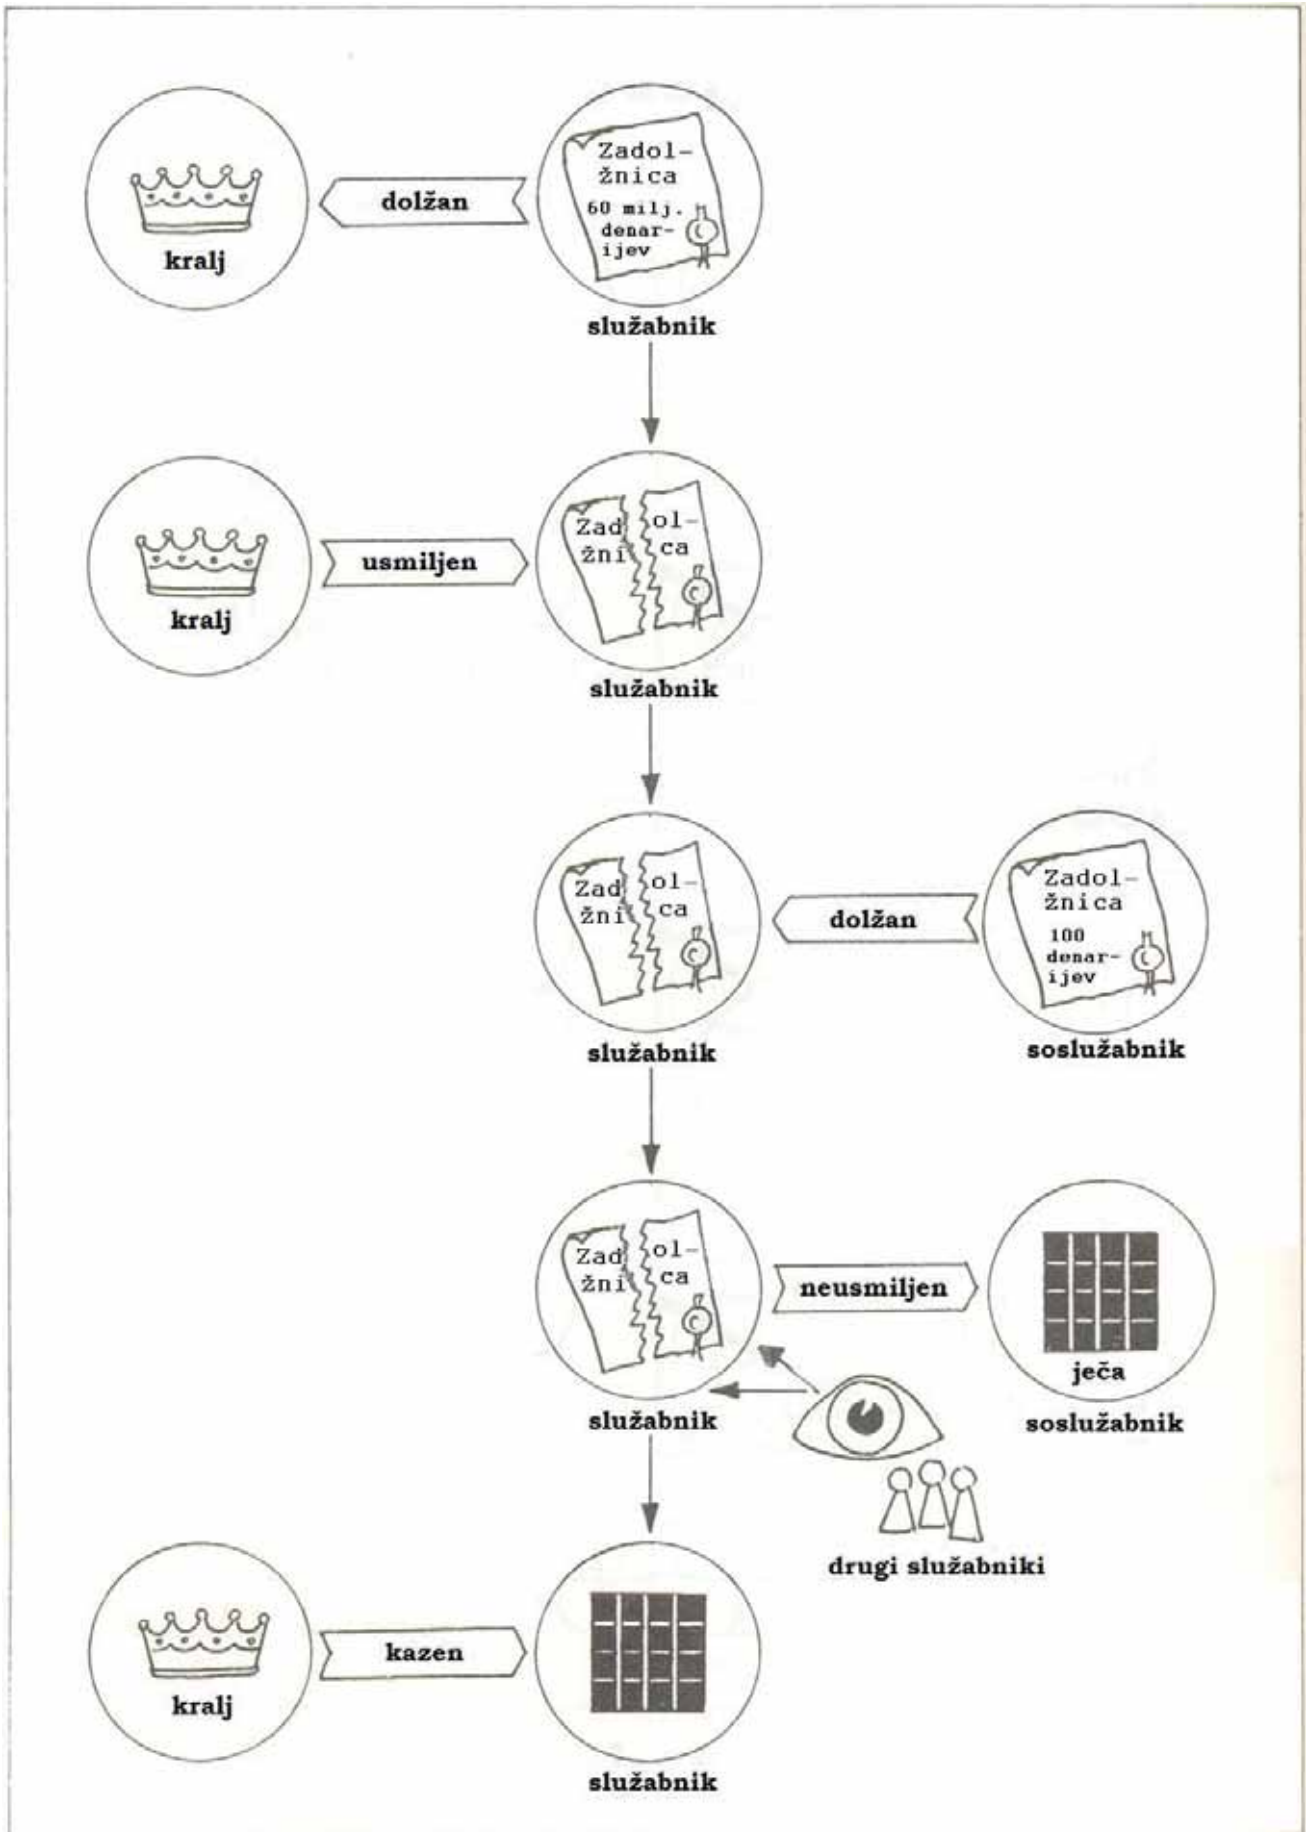 Zadol-
žnica
60 milj.
denar-
ijev
dolžan
kralj
služabnik
Zad ol-
žni ca
usmiljen
kralj
služabnik
Zad ol-
žni ca
dolžan
Zadol-
žnica
100
denar-
ijev
služabnik
soslužabnik
Zad ol-
žni ca
neusmiljen
ječa
služabnik
soslužabnik
drugi služabniki
kazen
kralj
služabnik